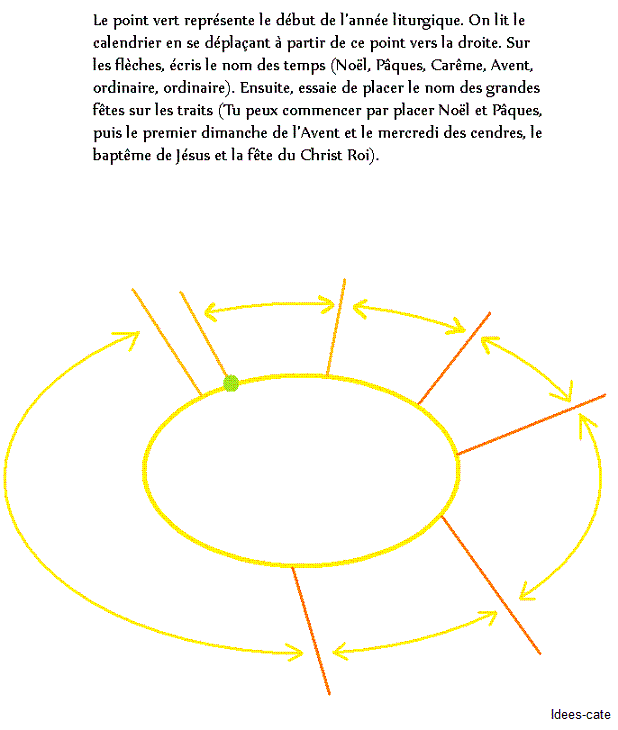 Le point vert représente le début de l'année liturgique. On lit le
calendrier en se déplaçant à partir de ce point vers la droite. Sur
les flèches, écris le nom des temps (Noël, Pâques, Carême, Avent,
ordinaire, ordinaire). Ensuite, essaie de placer le nom des grandes
fêtes sur les traits (Tu peux commencer par placer Noël et Pâques,
puis le premier dimanche de l'Avent et le mercredi des cendres, le
baptême de Jésus et la fête du Christ Roi).
Idees-cate